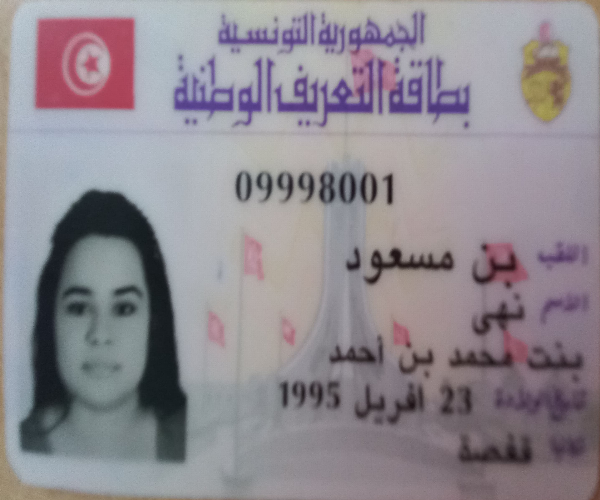 الجمهورية التونسية
بطاقة التعريف الوطنية
09998001
اللقب بن مسعود
الاسم نهى
بنت محمد بن أحمد
تاريخ الولادة 23 افريل 1995
مكانها قفصة